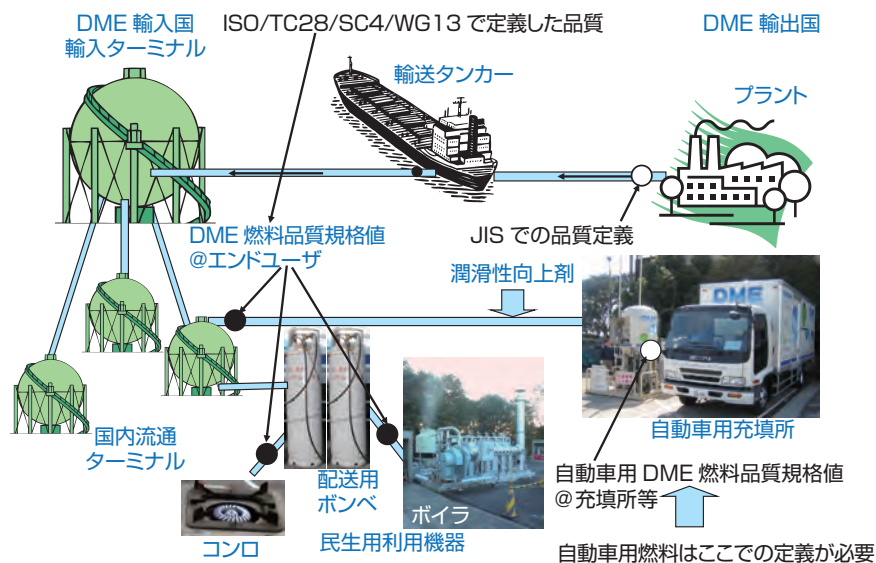 DME 輸入国
輸入ターミナル
ISO/TC28/SC4/WG13 で定義した品質
DME 輸出国
輸送タンカー
プラント
DME 燃料品質規格値
@エンドユーザ
JIS での品質定義
潤滑性向上剤
DME
自動車用充填所
国内流通
ターミナル
配送用
ボンベ
ボイラ
コンロ
民生用利用機器
自動車用 DME 燃料品質規格値
@充填所等
自動車用燃料はここでの定義が必要